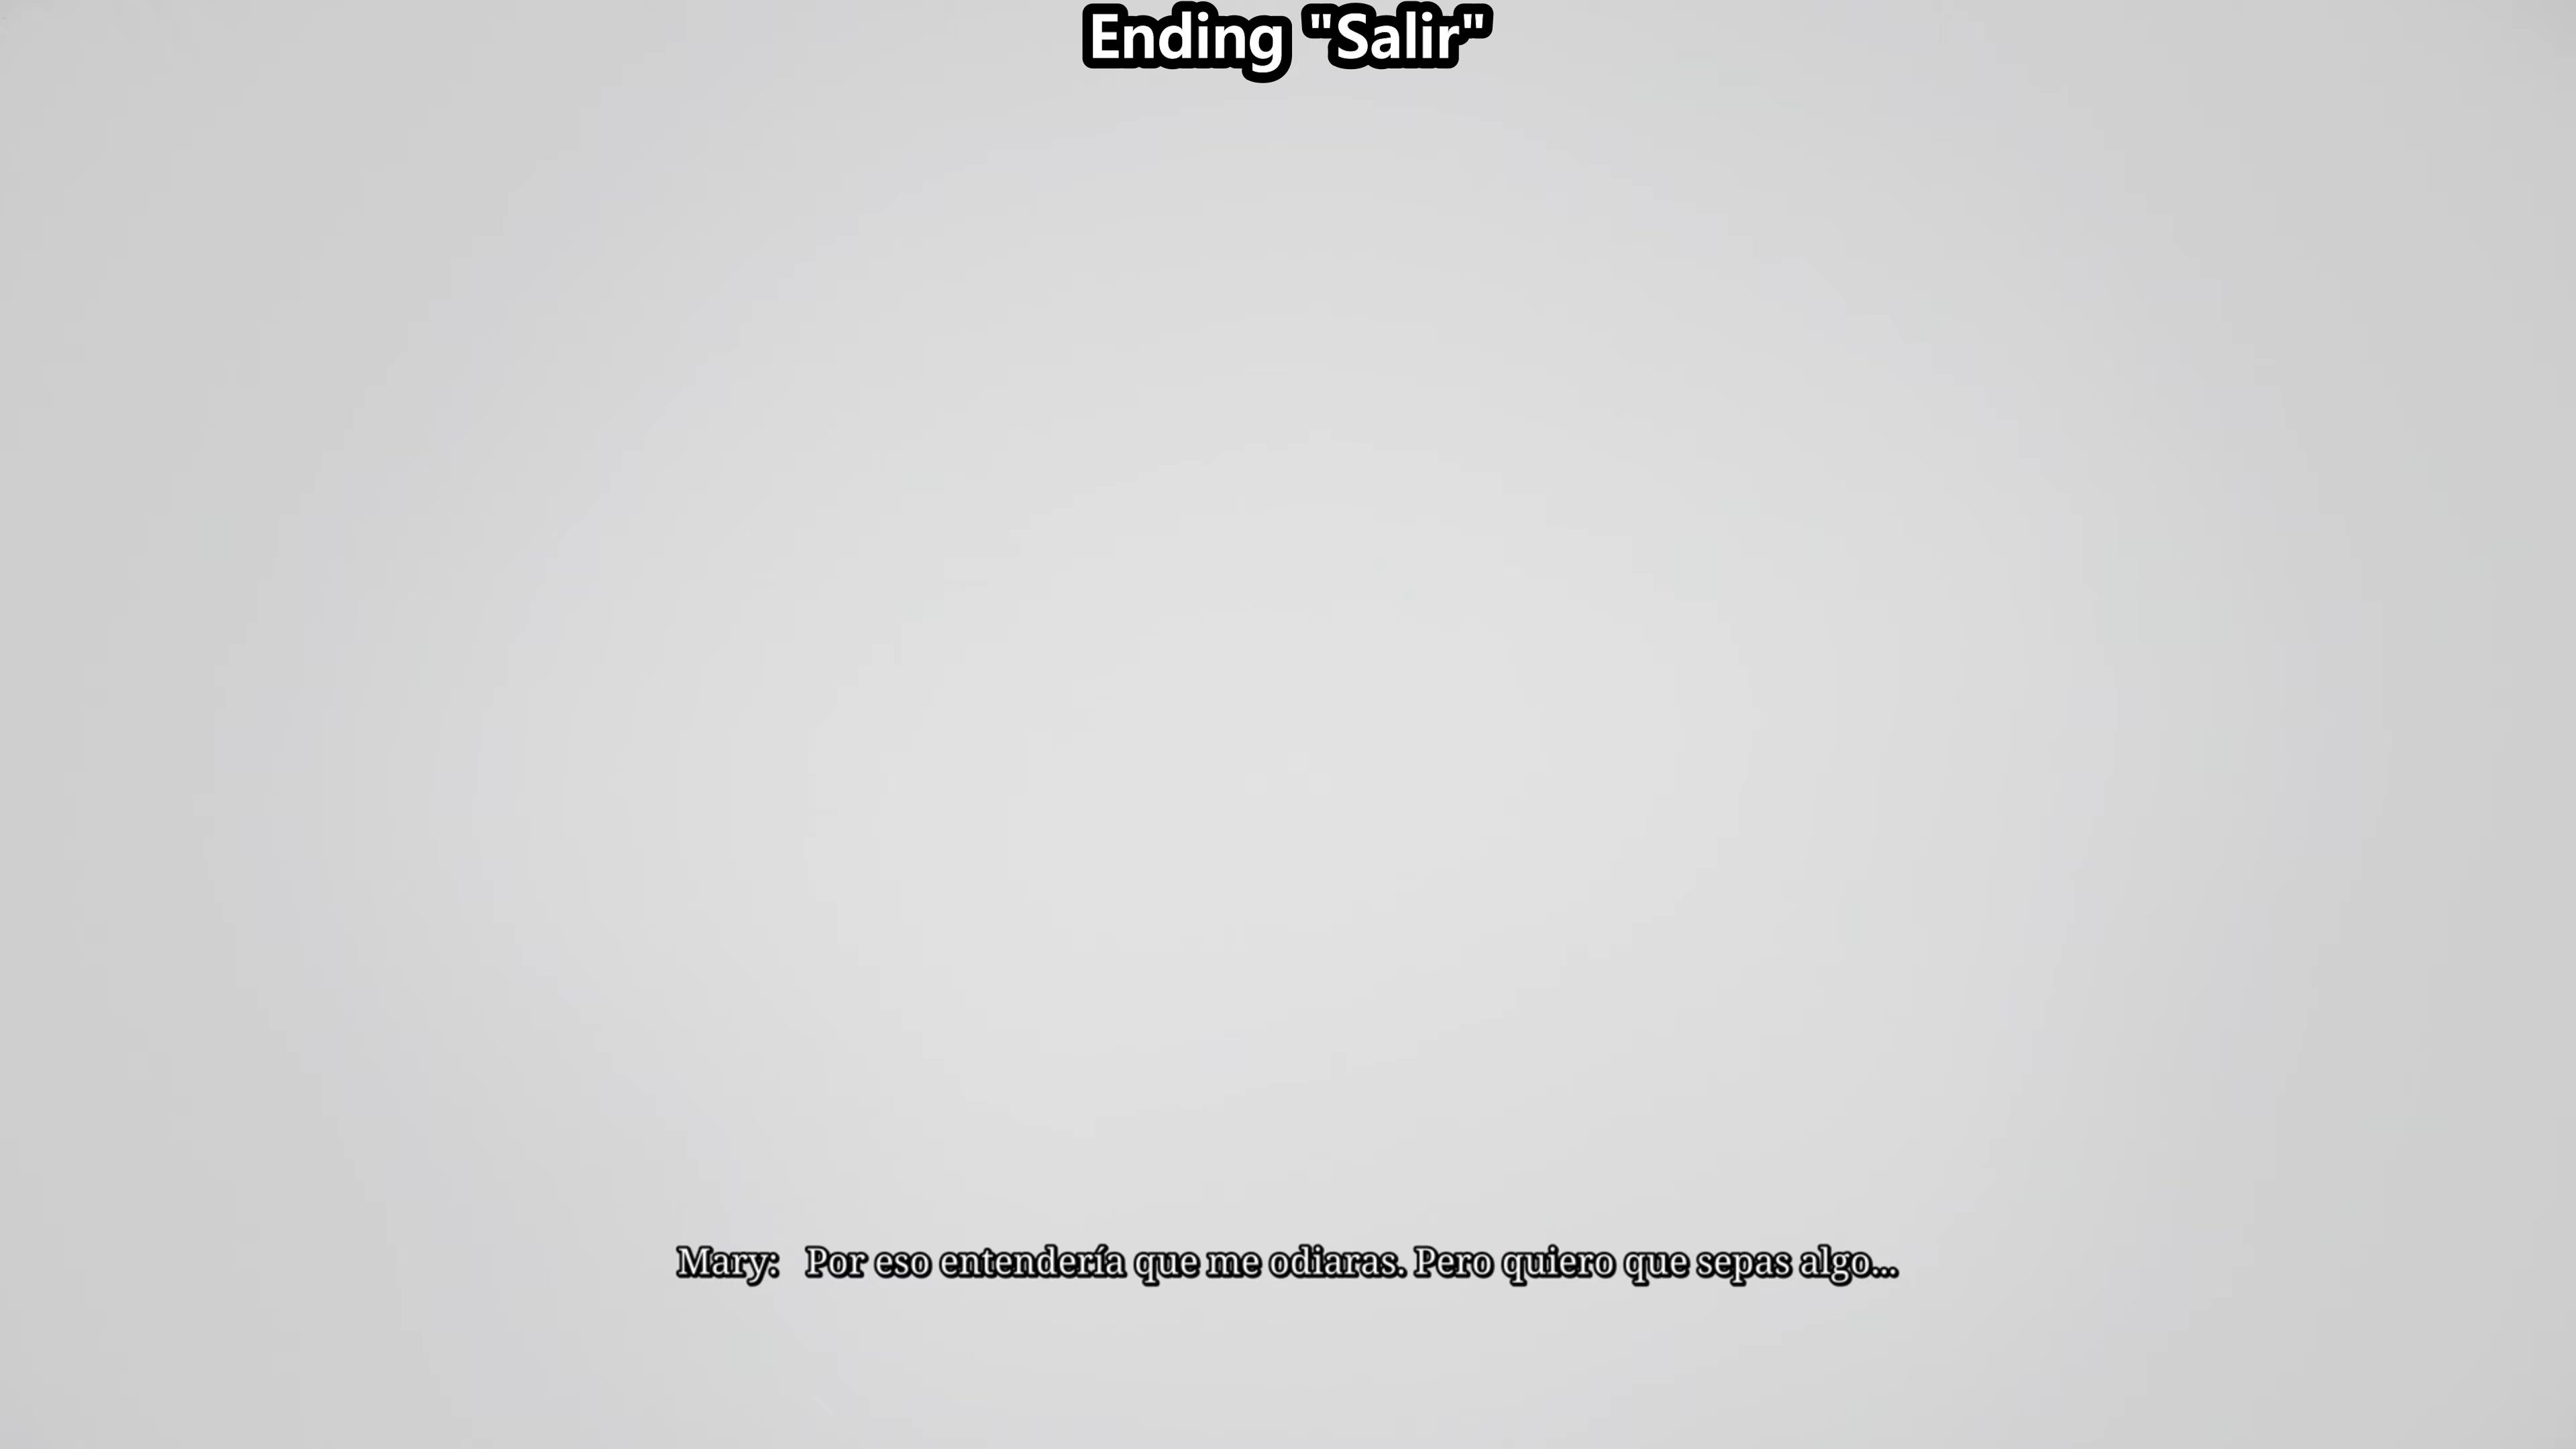 Ending "Salir"
Mary: Por eso entendería que me odiaras. Pero quiero que sepas algo...